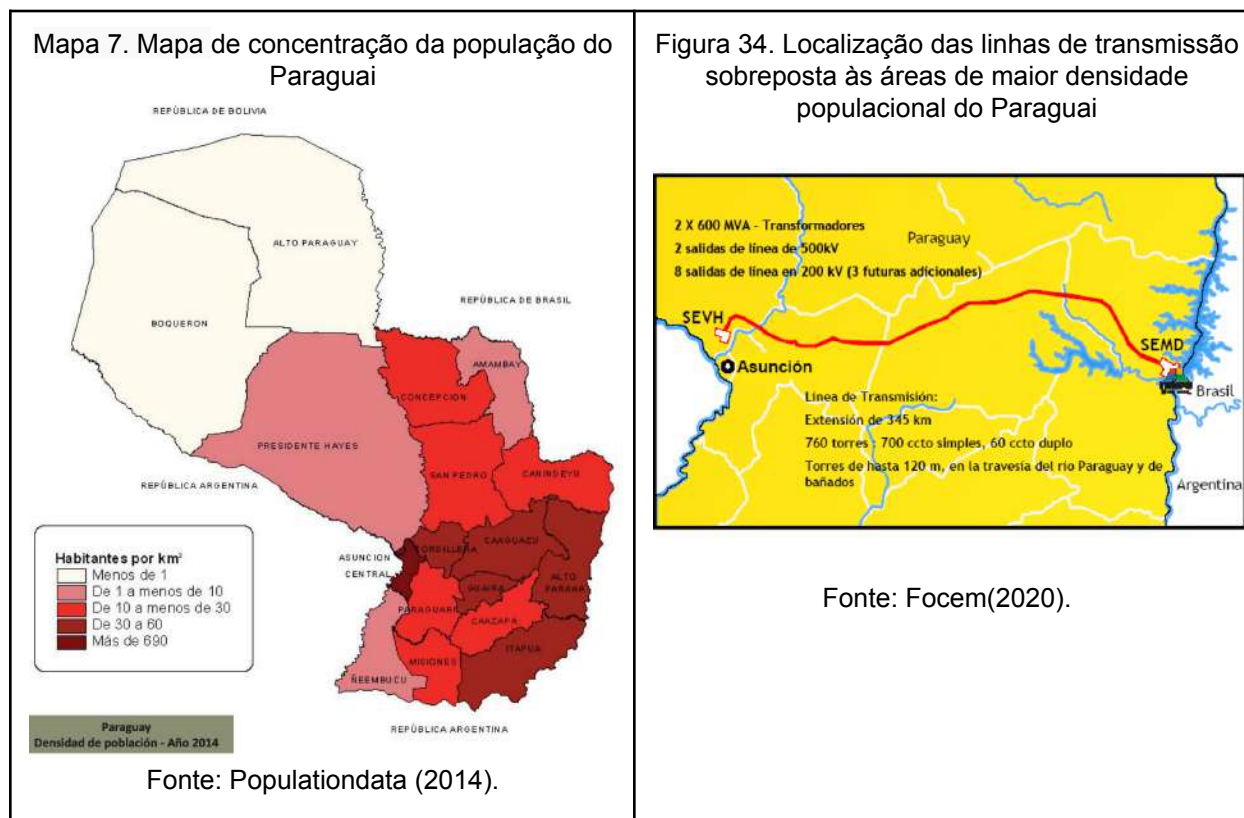 Mapa 7. Mapa de concentração da população do
Paraguai
REPÚBLICA DE BOLIVIA
ALTO PARAGUAY
REPÚBLICA DE BRASIL
BOQUERON
AMAMBAY
CONCEPCION
PRESIDENTE HAYES
SAN PEDRO
CANINDEYU
REPÚBLICA ARGENTINA
Habitantes por km²
Menos de 1
De 1 a menos de 10
De 10 a menos de 30
De 30 a 60
Más de 690
ASUNCION
CENTRAL
CORDILLERA
CAAGUAZU
ALTO
PARANA
GUAIRA
PARAGUARI
CAAZAPA
ITAPUA
MISIONES
ÑEEMBUCU
REPÚBLICA ARGENTINA
Paraguay
Densidad de población - Año 2014
Fonte: Populationdata (2014).
Figura 34. Localização das linhas de transmissão
sobreposta às áreas de maior densidade
populacional do Paraguai
2 X 600 MVA - Transformadores
2 salidas de línea de 500kV
8 salidas de línea en 200 kV (3 futuras adicionales)
Paraguay
SEVH
SEMD
Asunción
Brasil
Línea de Transmisión:
Extensión de 345 km
760 torres : 700 ccto simples, 60 ccto duplo
Torres de hasta 120 m, en la travesía del río Paraguay y de
bañados
Argentina
Fonte: Focem(2020).